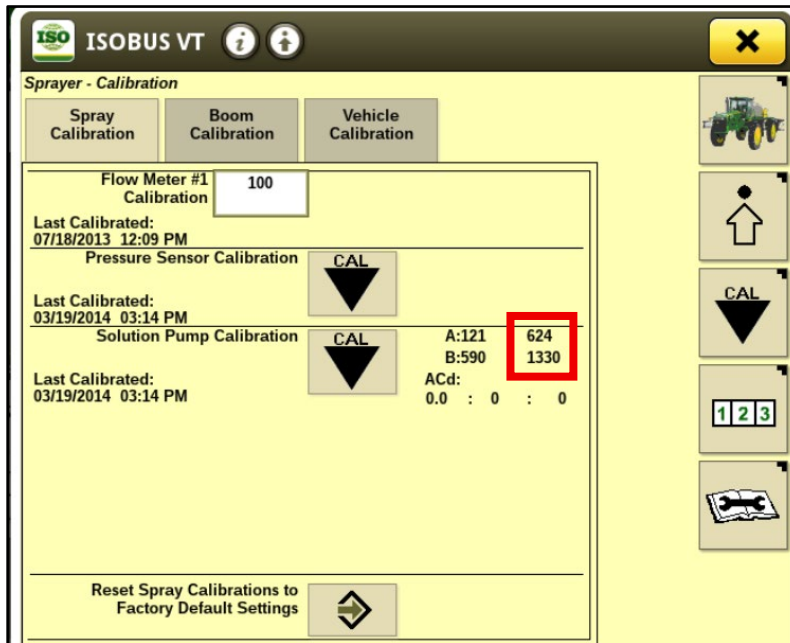 ISO ISOBUS VT i
Sprayer - Calibration
Spray Calibration
Boom Calibration
Vehicle Calibration
Flow Meter #1
Calibration
100
Last Calibrated:
07/18/2013 12:09 PM
Pressure Sensor Calibration
CAL
Last Calibrated:
03/19/2014 03:14 PM
Solution Pump Calibration
CAL
A:121 624
B:590 1330
Last Calibrated:
03/19/2014 03:14 PM
ACd:
0.0 : 0 : 0
Reset Spray Calibrations to
Factory Default Settings
CAL
1 2 3